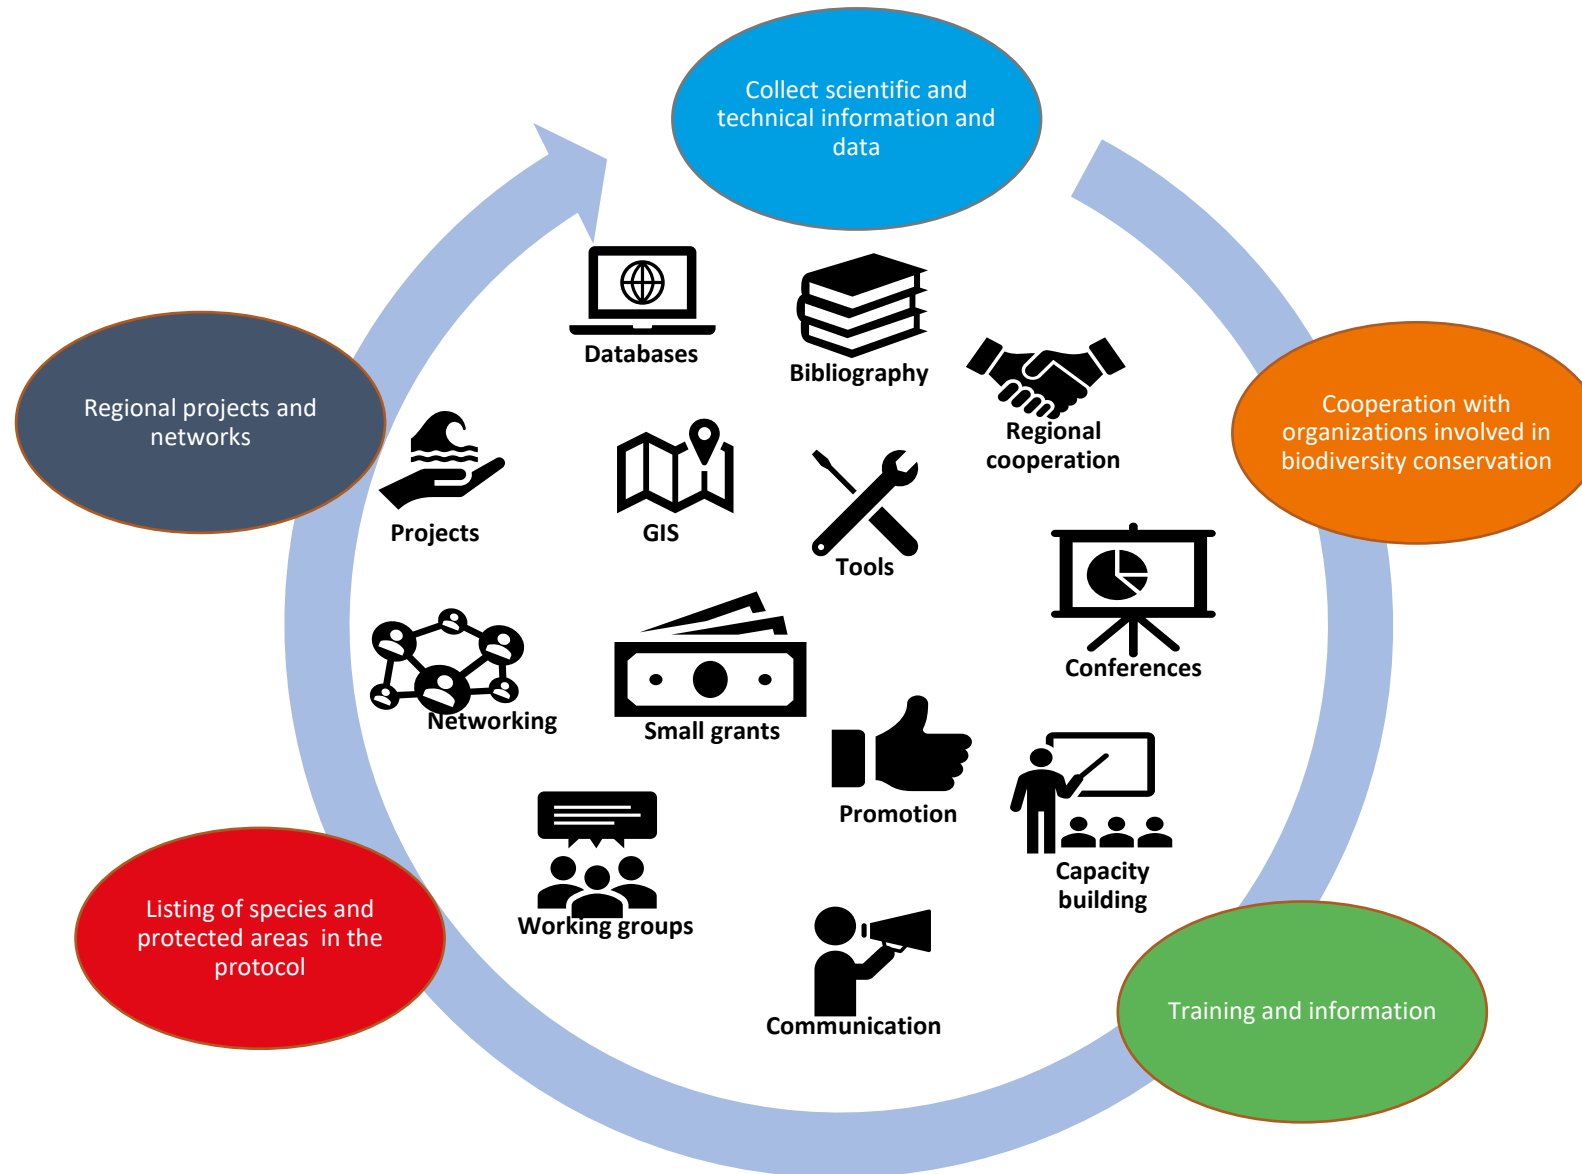 Collect scientific and
technical information and
data
Cooperation with
organizations involved in
biodiversity conservation
Training and information
Listing of species and
protected areas  in the
protocol
Regional projects and
networks
Databases
Bibliography
Regional
cooperation
Projects
GIS
Tools
Conferences
Networking
Small grants
Promotion
Capacity
building
Working groups
Communication